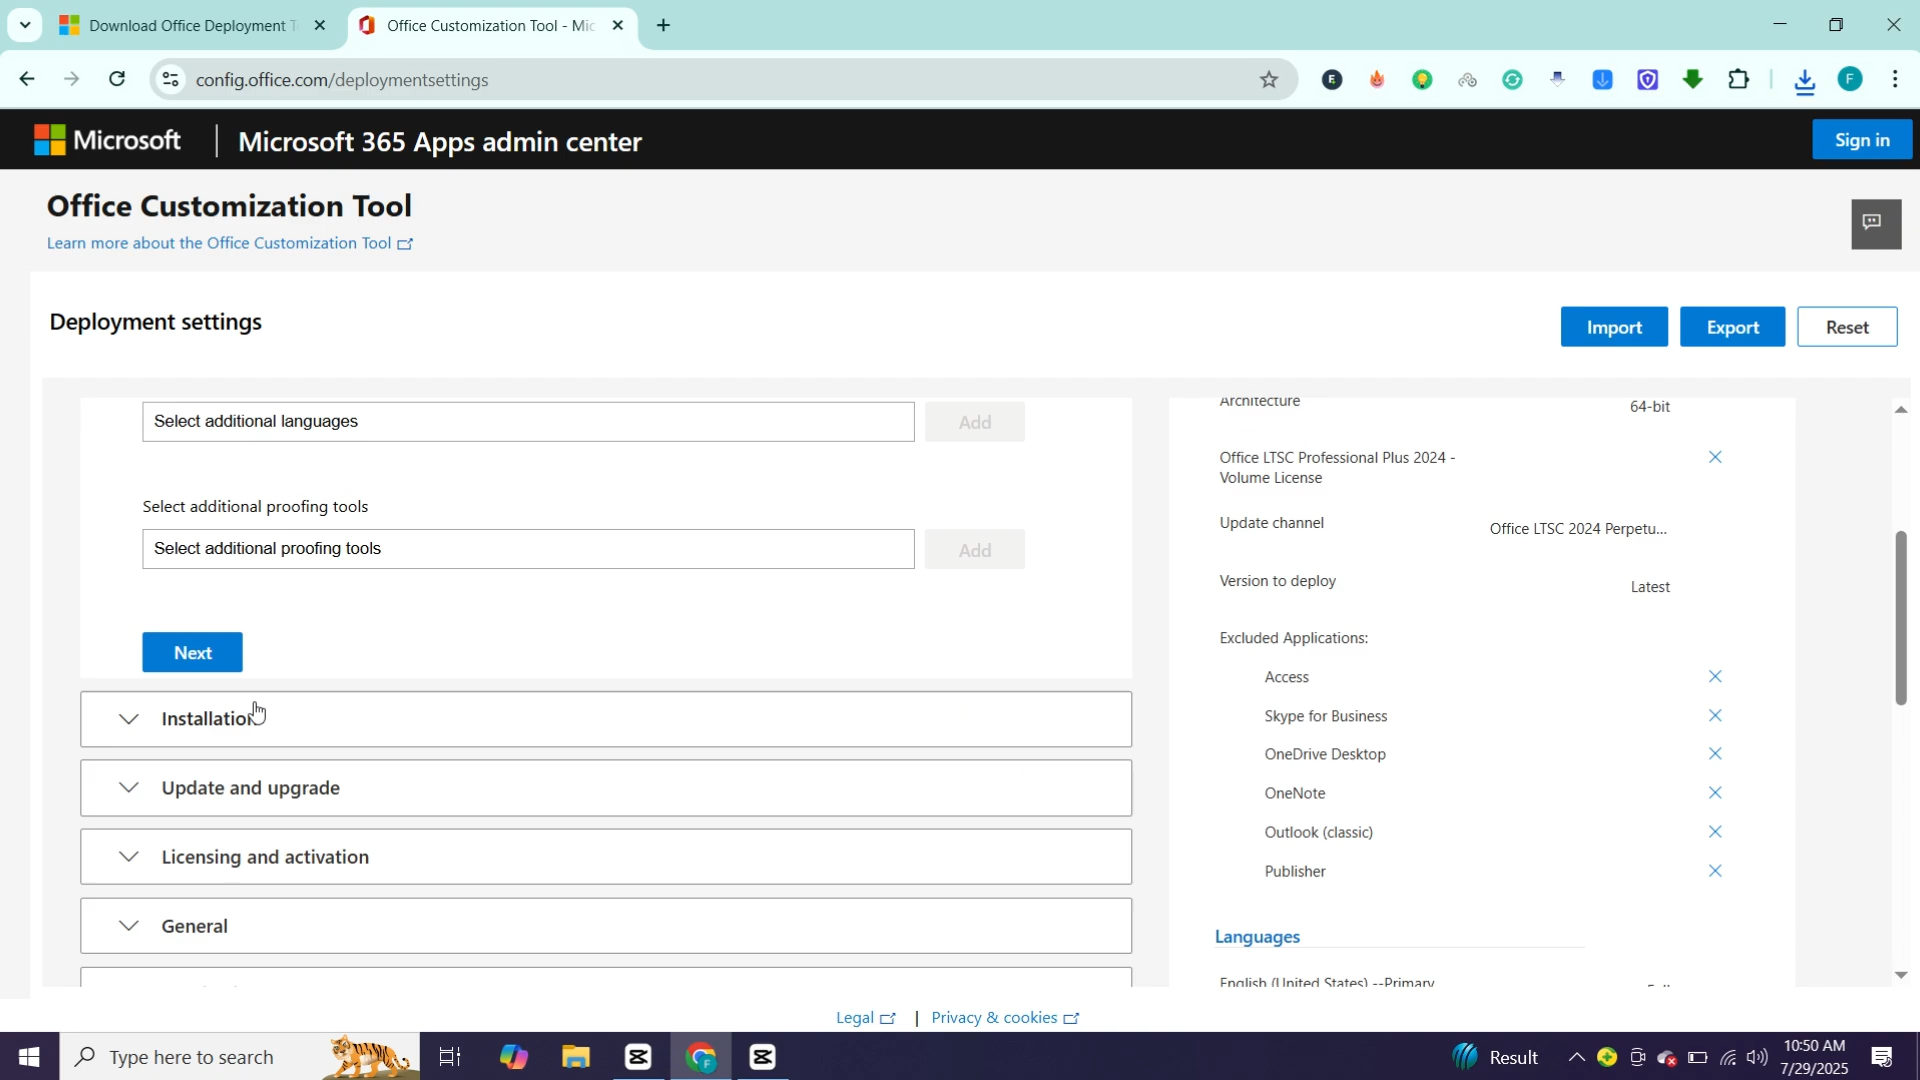 Download Office Deployment T
Office Customization Tool - Mic
config.office.com/deploymentsettings
F
Microsoft
Microsoft 365 Apps admin center
Sign in
Office Customization Tool
Learn more about the Office Customization Tool
Deployment settings
Import
Export
Reset
Select additional languages
Add
Select additional proofing tools
Select additional proofing tools
Add
Next
Installation
Update and upgrade
Licensing and activation
General
Architecture
64-bit
Office LTSC Professional Plus 2024 -
Volume License
Update channel
Office LTSC 2024 Perpetu...
Version to deploy
Latest
Excluded Applications:
Access
Skype for Business
OneDrive Desktop
OneNote
Outlook (classic)
Publisher
Languages
English (United States) --Primary
Legal
|
Privacy & cookies
Type here to search
Result
10:50 AM
7/29/2025